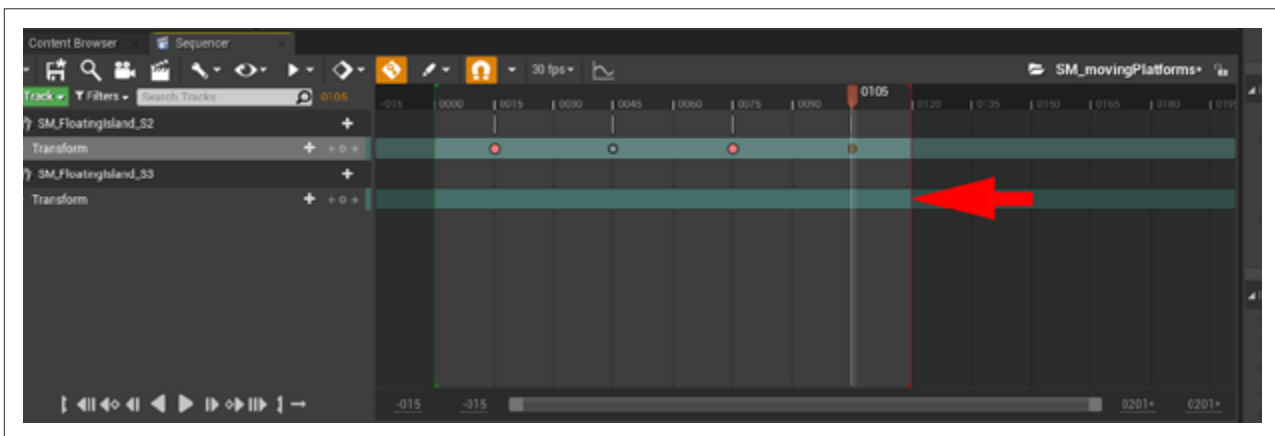 Content Browser Sequencer
30 fps SM_movingPlatforms*
Track Filters Search Tracks 0105 -015 0000 0015 0030 0045 0060 0075 0090 0105 0120 0135 0150 0165 0180 019
SM_FloatingIsland_S2
Transform
SM_FloatingIsland_S3
Transform
-015 -015 0201+ 0201+